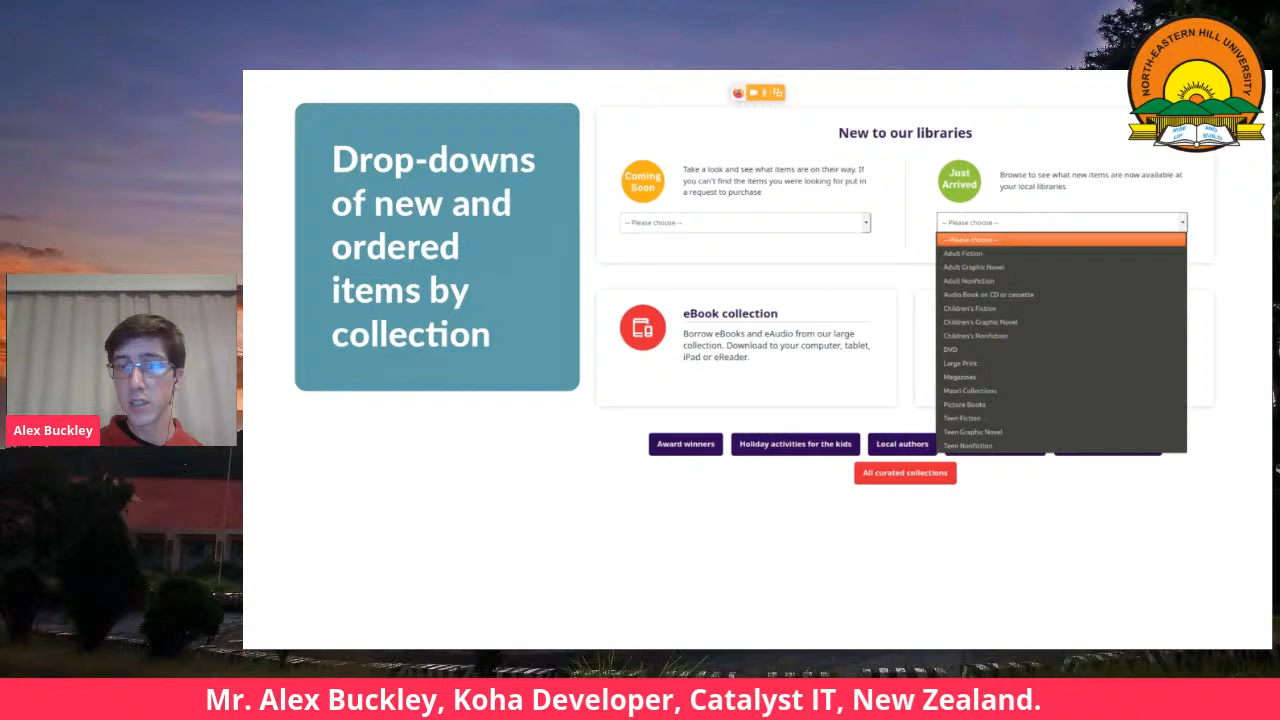 NORTH-EASTERN HILL UNIVERSITY
RISE UP
AND BUILD
Drop-downs
of new and
ordered
items by
collection
New to our libraries
Coming
Soon
Take a look and see what items are on their way. If
you can't find the items you were looking for put in
a request to purchase
-- Please choose --
Just
Arrived
Browse to see what new items are now available at
your local libraries
-- Please choose --
-- Please choose --
Adult Fiction
Adult Graphic Novel
Adult Nonfiction
Audio Book on CD or cassette
Children's Fiction
Children's Graphic Novel
Children's Nonfiction
DVD
Large Print
Magazines
Maori Collections
Picture Books
Teen Fiction
Teen Graphic Novel
Teen Nonfiction
eBook collection
Borrow eBooks and eAudio from our large
collection. Download to your computer, tablet,
iPad or eReader.
Award winners
Holiday activities for the kids
Local authors
All curated collections
Alex Buckley
Mr. Alex Buckley, Koha Developer, Catalyst IT, New Zealand.